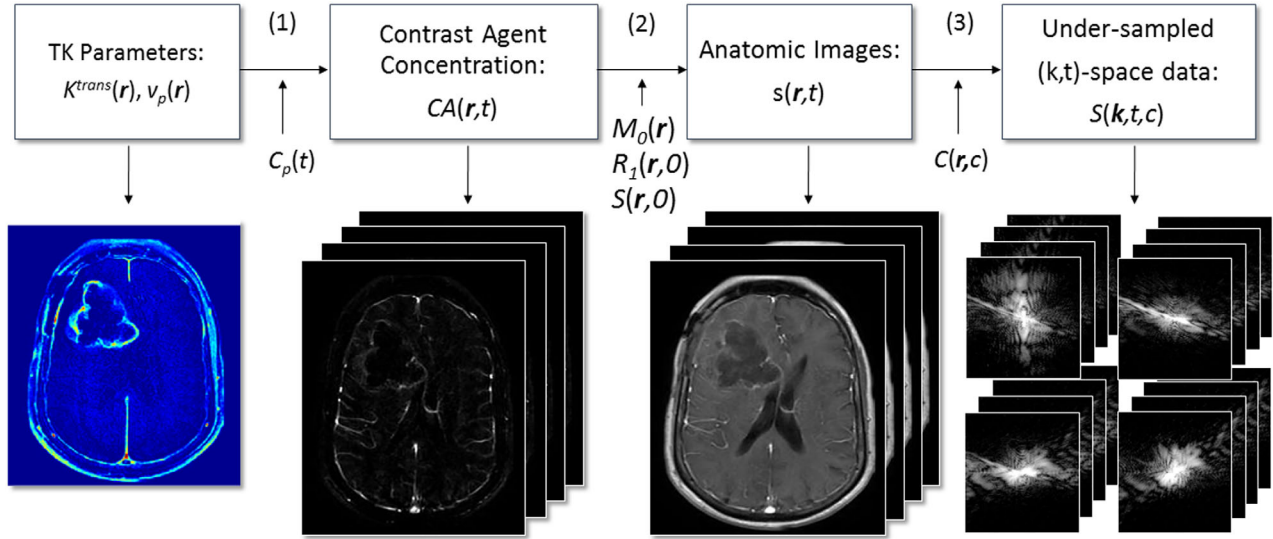 TK Parameters:
K^trans(r), v_p(r)
(1)
C_p(t)
Contrast Agent
Concentration:
CA(r,t)
(2)
M_0(r)
R_1(r,0)
S(r,0)
Anatomic Images:
s(r,t)
(3)
C(r,c)
Under-sampled
(k,t)-space data:
S(k,t,c)